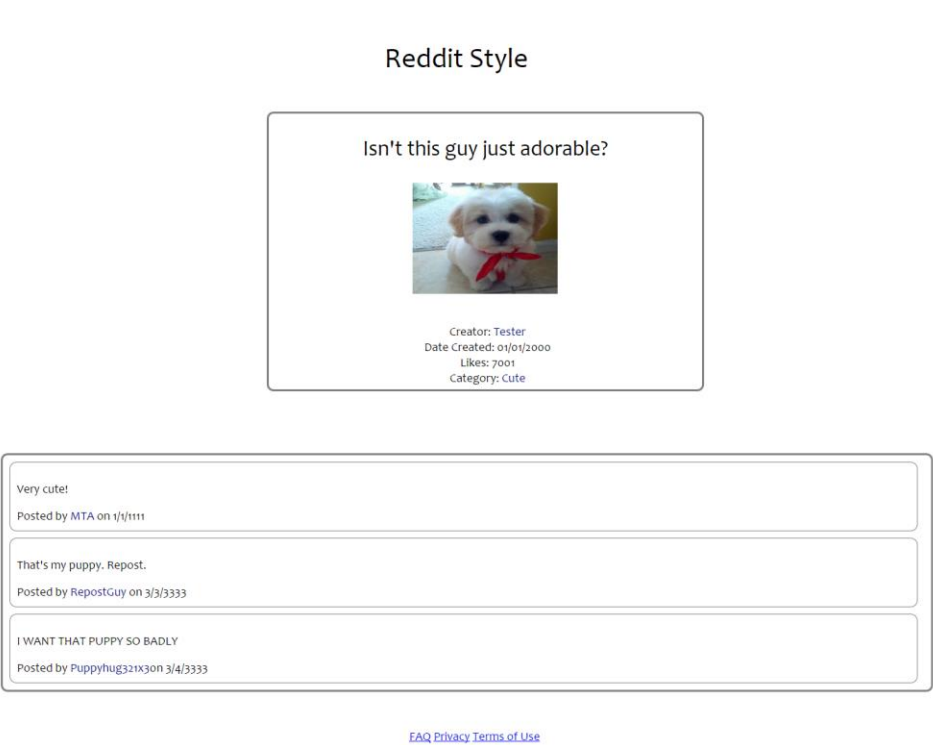 Reddit Style
Isn't this guy just adorable?
Creator: Tester
Date Created: 01/01/2000
Likes: 7001
Category: Cute
Very cute!
Posted by MTA on 1/1/1111
That's my puppy. Repost.
Posted by RepostGuy on 3/3/3333
I WANT THAT PUPPY SO BADLY
Posted by Puppyhug321x3on 3/4/3333
FAQ Privacy Terms of Use